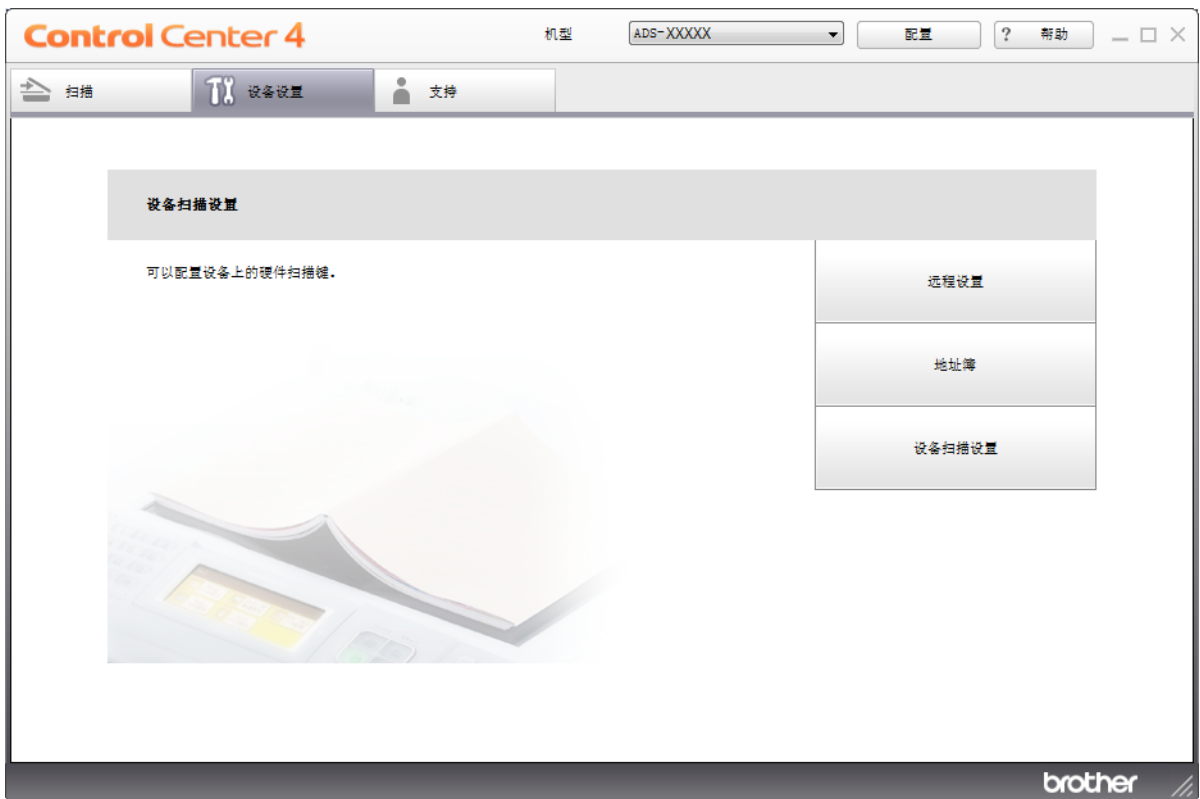 Control Center 4
机型
ADS-XXXXX
配置
? 帮助
扫描
设备设置
支持
设备扫描设置
可以配置设备上的硬件扫描键.
远程设置
地址簿
设备扫描设置
brother